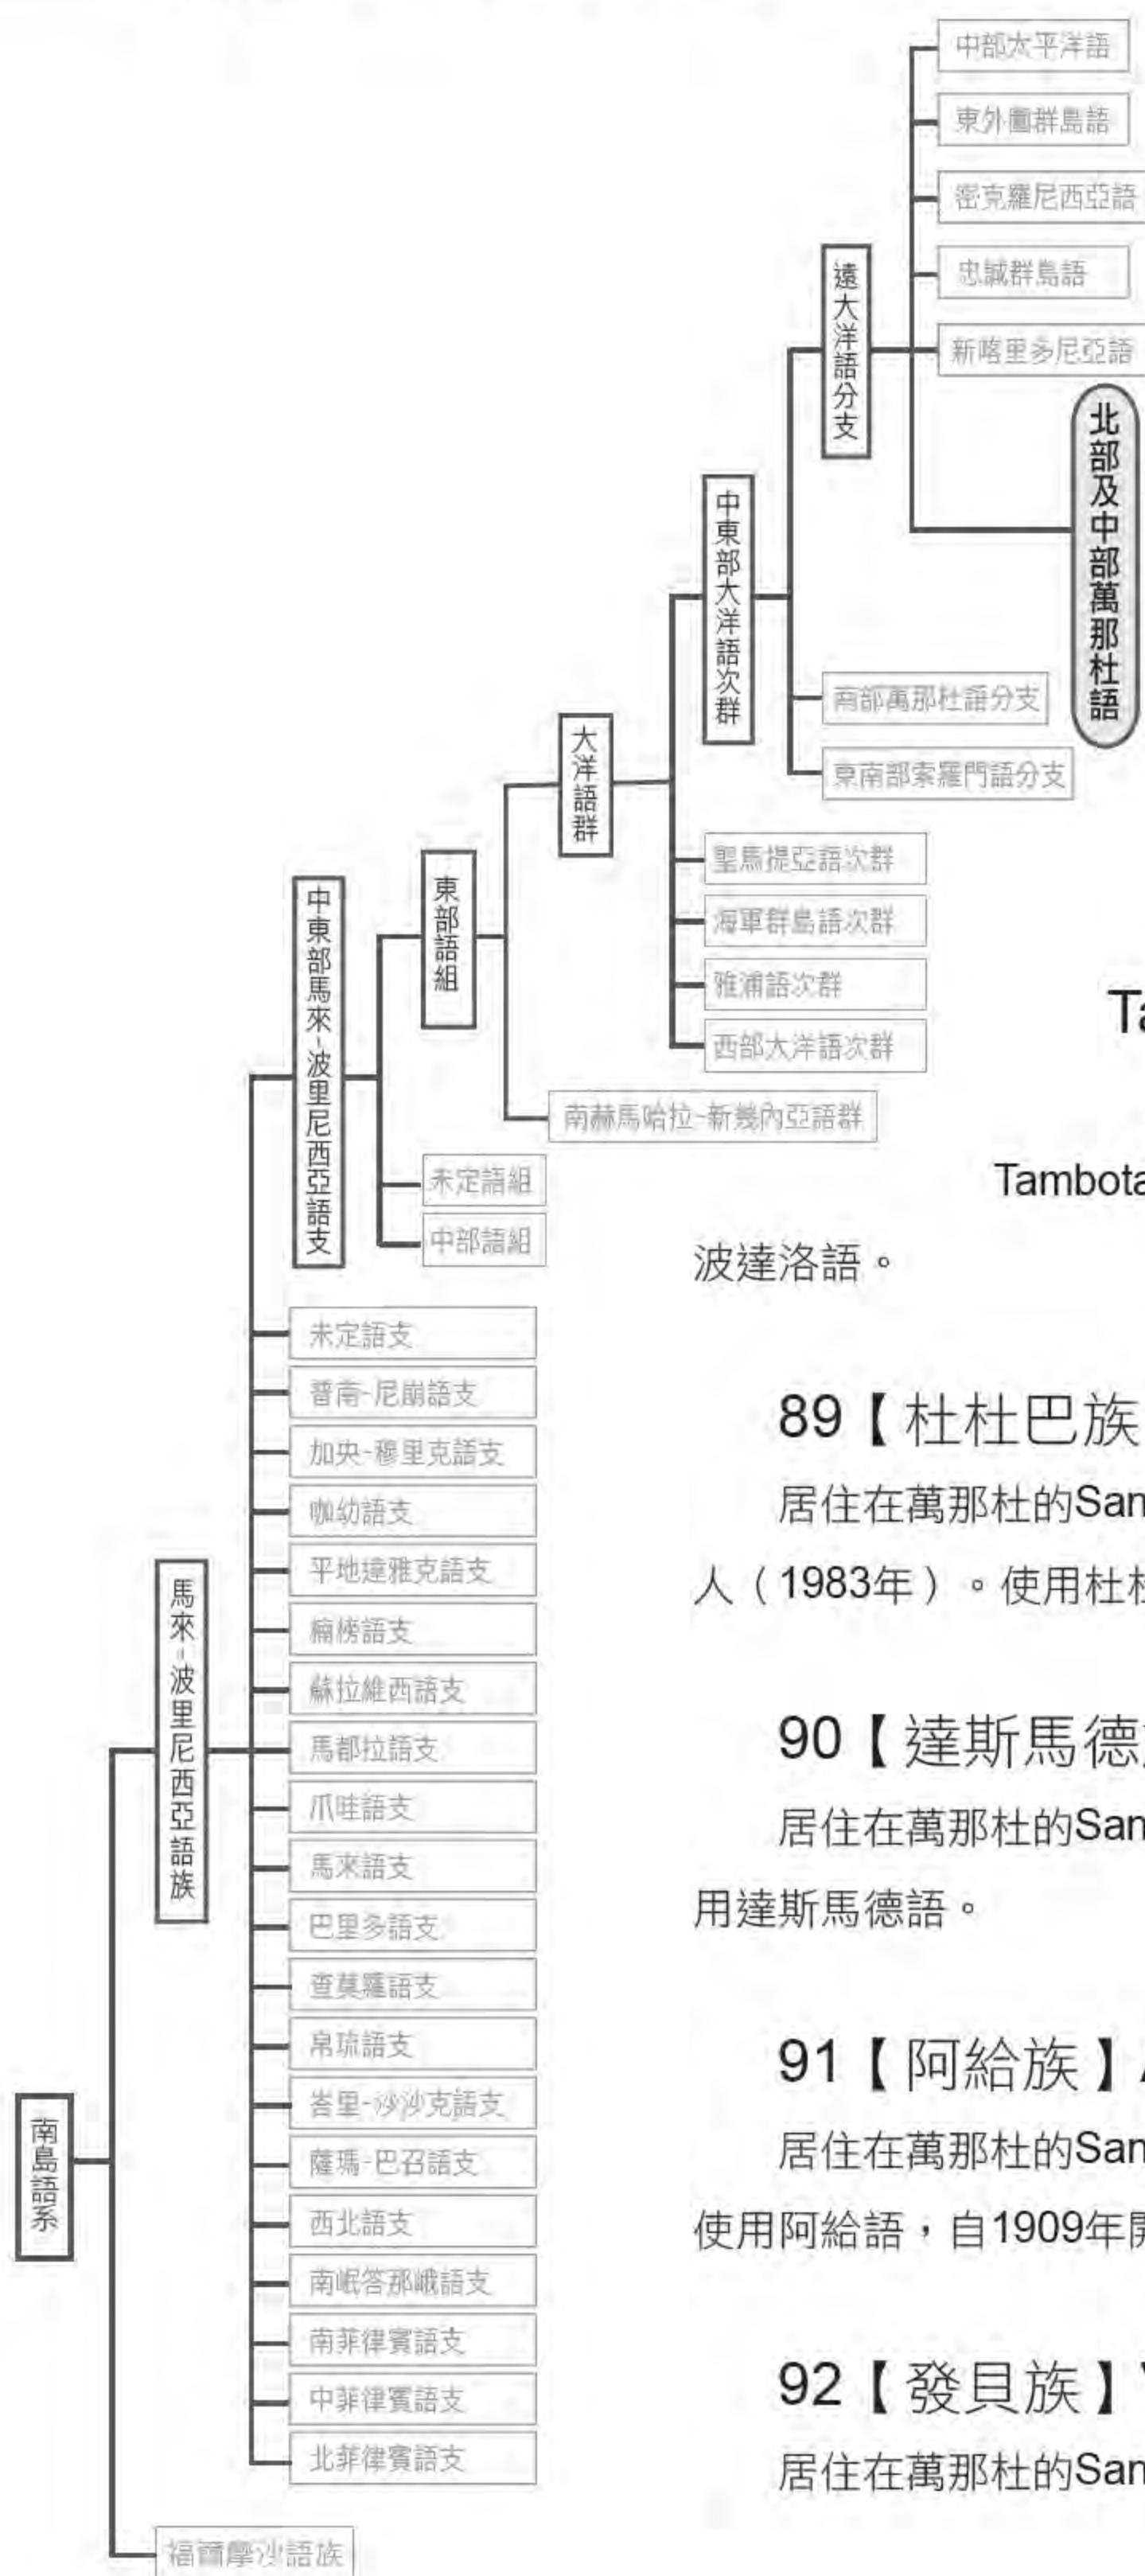 中部太平洋語
東外圍群島語
密克羅尼西亞語
忠誠群島語
新喀里多尼亞語
遠大洋語分支
北部及中部萬那杜語
中東部大洋語次群
南部萬那杜語分支
東南部索羅門語分支
大洋語群
聖馬提亞語次群
海軍群島語次群
雅浦語次群
西部大洋語次群
東部語組
南赫馬哈拉-新幾內亞語群
中東部馬來-波里尼西亞語支
未定語組
中部語組
未定語支
普南-尼崩語支
加央-穆里克語支
咖幼語支
平地達雅克語支
楠榜語支
蘇拉維西語支
馬都拉語支
爪哇語支
馬來語支
巴里多語支
查莫羅語支
帛琉語支
峇里-沙沙克語支
薩瑪-巴召語支
西北語支
南岷答那峨語支
南菲律賓語支
中菲律賓語支
北菲律賓語支
馬來-波里尼西亞語族
南島語系
福爾摩沙語族
Ta
Tambota
波達洛語。
89【杜杜巴族
居住在萬那杜的San
人（1983年）。使用杜
90【達斯馬德
居住在萬那杜的San
用達斯馬德語。
91【阿給族】
居住在萬那杜的San
使用阿給語，自1909年
92【發貝族】
居住在萬那杜的San